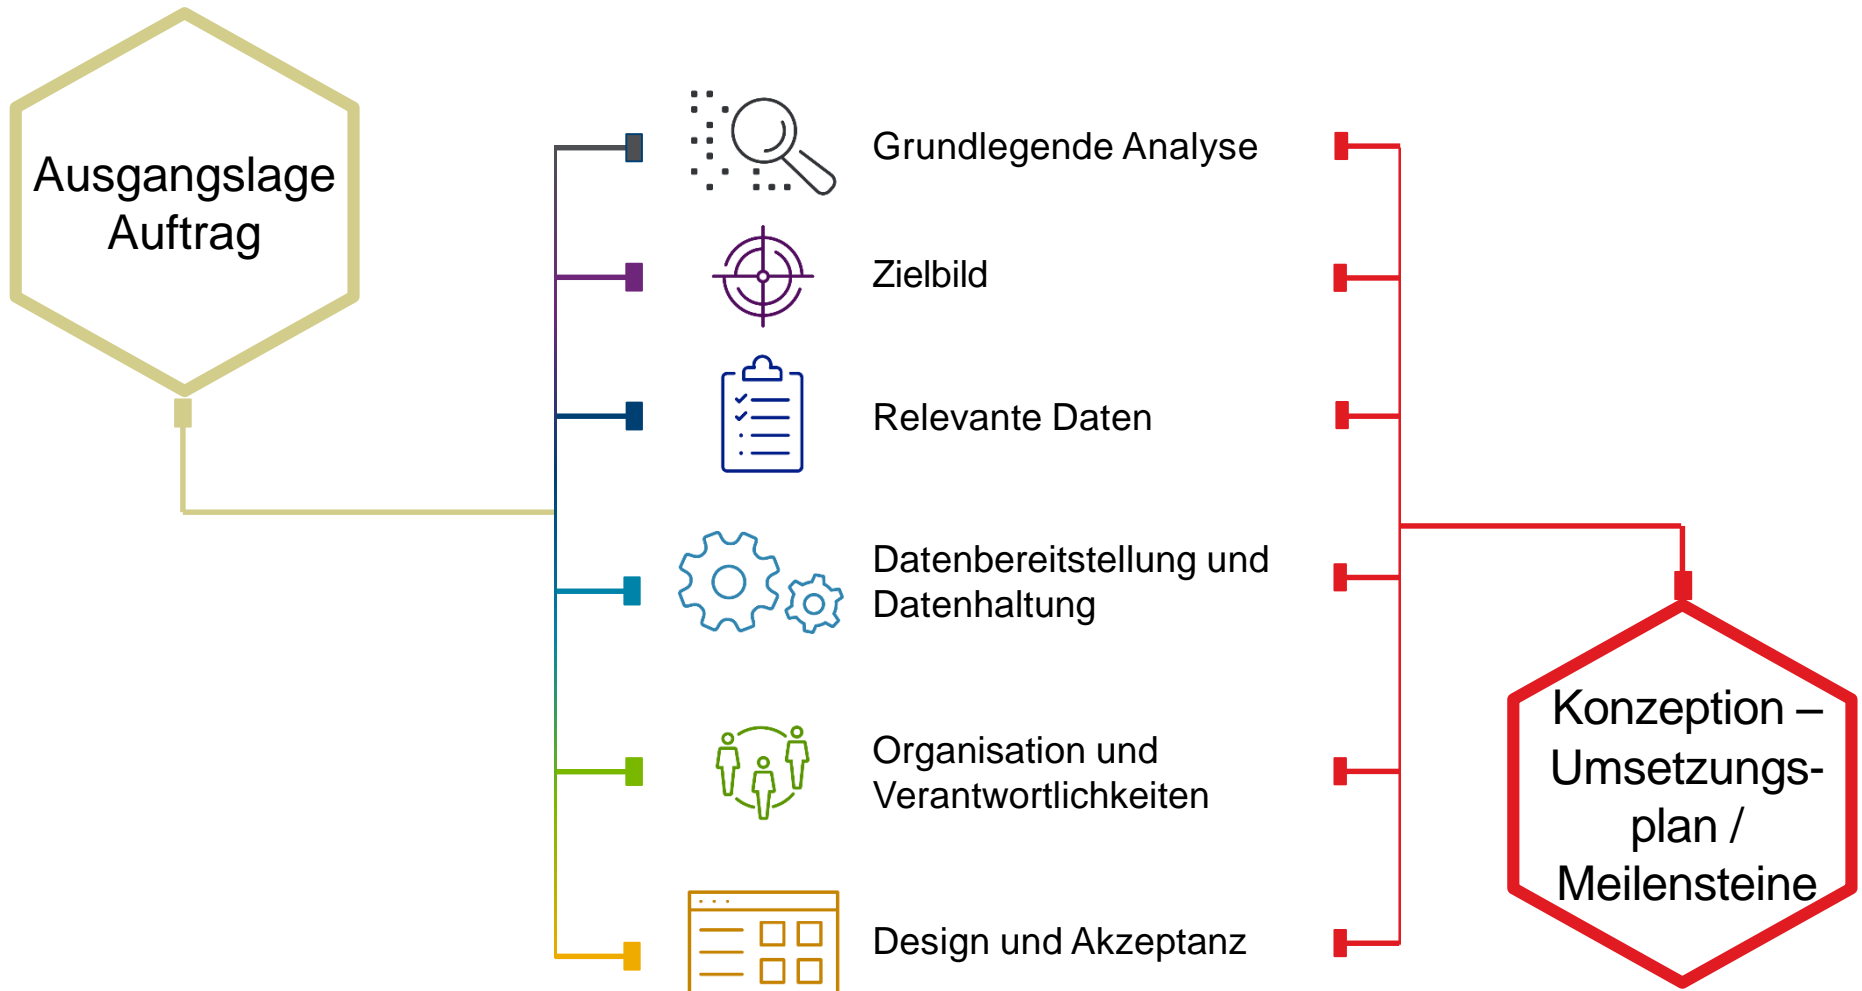 Ausgangslage
Auftrag
Grundlegende Analyse
Zielbild
Relevante Daten
Datenbereitstellung und
Datenhaltung
Organisation und
Verantwortlichkeiten
Design und Akzeptanz
Konzeption –
Umsetzungs-
plan /
Meilensteine